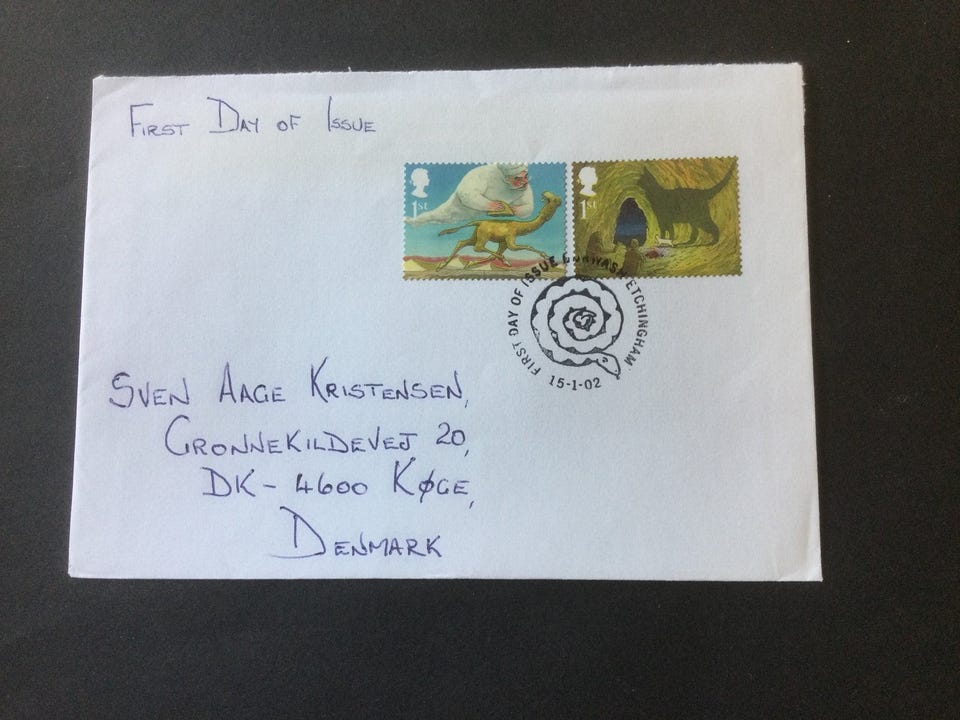 First Day of Issue
1st
1st
FIRST DAY OF ISSUE BURWASH ETCHINGHAM
15-1-02
Sven Aage Kristensen,
Gronnekildevej 20,
DK - 4600 Køge,
Denmark